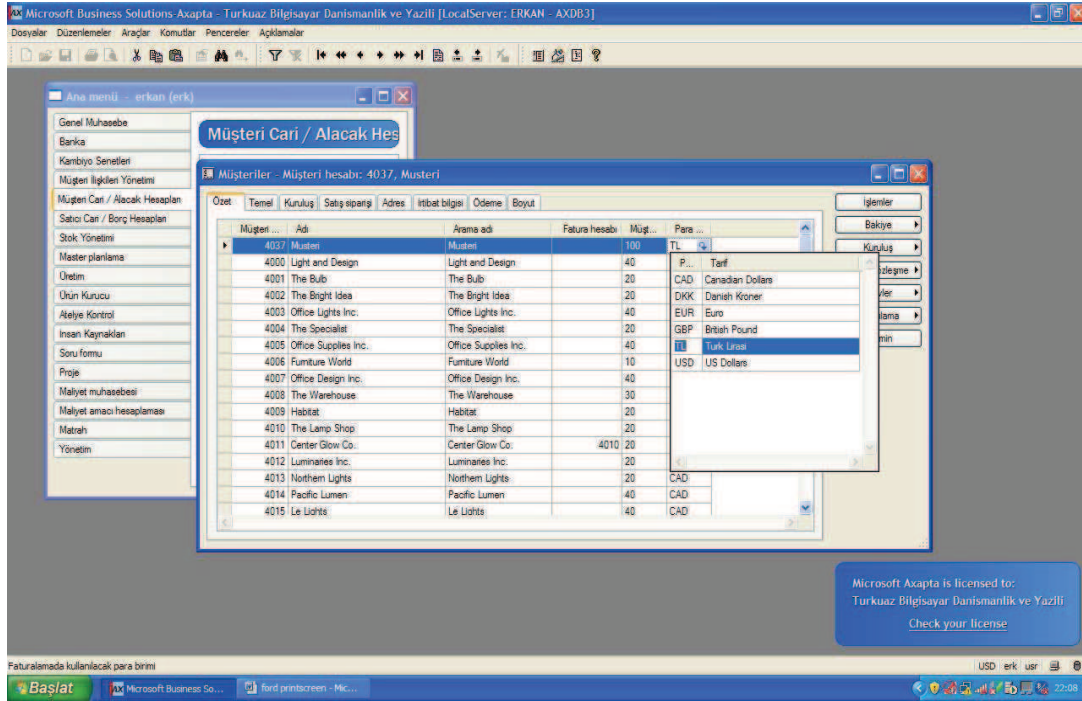 Microsoft Business Solutions-Axapta - Turkuaz Bilgisayar Danismanlik ve Yazili [LocalServer: ERKAN - AXDB3]
Dosyalar Düzenlemeler Araçlar Komutlar Pencereler Açıklamalar
Ana menü - erkan (erk)
Müşteri Cari / Alacak Hes
Genel Muhasebe
Banka
Kambiyo Senetleri
Müşteri İlişkileri Yönetimi
Müşteri Cari / Alacak Hesapları
Satıcı Cari / Borç Hesapları
Stok Yönetimi
Master planlama
Üretim
Ürün Kurucu
Atelye Kontrol
Insan Kaynakları
Soru formu
Proje
Maliyet muhasebesi
Maliyet amacı hesaplaması
Matrah
Yönetim
Müşteriler - Müşteri hesabı: 4037, Musteri
Özet Temel Kuruluş Satış siparişi Adres İrtibat bilgisi Ödeme Boyut
Müşteri ... Adı Arama adı Fatura hesabı Müşt... Para ...
4037 Musteri Musteri 100 TL
4000 Light and Design Light and Design 40
4001 The Bulb The Bulb 20
4002 The Bright Idea The Bright Idea 20
4003 Office Lights Inc. Office Lights Inc. 40
4004 The Specialist The Specialist 20
4005 Office Supplies Inc. Office Supplies Inc. 40
4006 Furniture World Furniture World 10
4007 Office Design Inc. Office Design Inc. 40
4008 The Warehouse The Warehouse 30
4009 Habitat Habitat 20
4010 The Lamp Shop The Lamp Shop 20
4011 Center Glow Co. Center Glow Co. 4010 20
4012 Luminaries Inc. Luminaries Inc. 20
4013 Northern Lights Northern Lights 20 CAD
4014 Pacific Lumen Pacific Lumen 40 CAD
4015 Le Lights Le Lights 40 CAD
P... Tarif
CAD Canadian Dollars
DKK Danish Kroner
EUR Euro
GBP British Pound
TL Turk Lirasi
USD US Dollars
İşlemler
Bakiye
Kuruluş
özleşme
vler
ılama
min
Microsoft Axapta is licensed to:
Turkuaz Bilgisayar Danismanlik ve Yazili
Check your license
Faturalamada kullanılacak para birimi
USD erk usr
Başlat
Microsoft Business So...
ford printscreen - Mic...
22:08